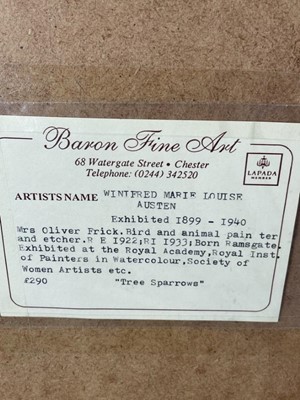 Baron Fine Art
68 Watergate Street • Chester
Telephone: (0244) 342520
LAPADA
MEMBER
ARTISTS NAME WINIFRED MARIE LOUISE
AUSTEN
Exhibited 1899 - 1940
Mrs Oliver Frick.Bird and animal pain ter
and etcher.R E 1922;RI 1933;Born Ramsgate.
Exhibited at the Royal Academy,Royal Inst.
of Painters in Watercolour,Society of
Women Artists etc.
£290 "Tree Sparrows"